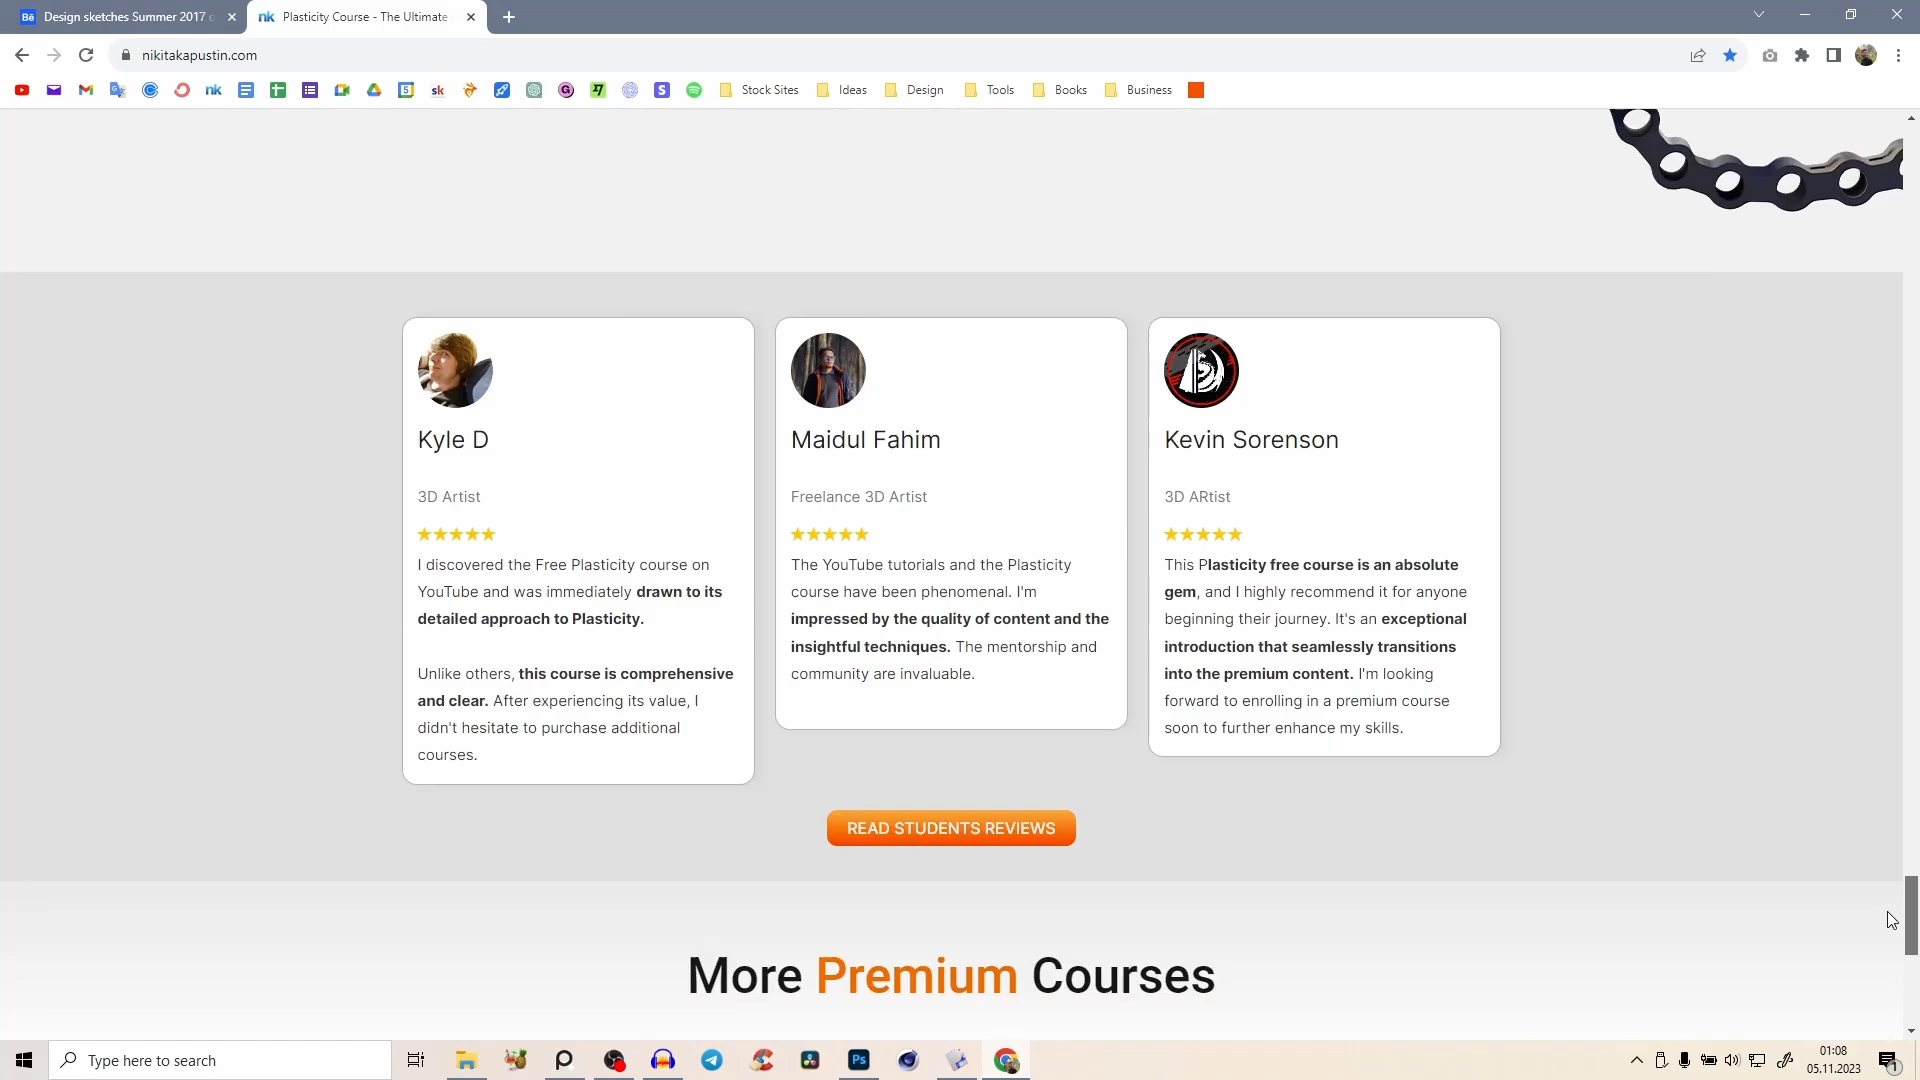 Bē Design sketches Summer 2017 o
nk Plasticity Course - The Ultimate
nikitakapustin.com
nk
5
sk
G
S
Stock Sites
Ideas
Design
Tools
Books
Business
Kyle D
3D Artist
I discovered the Free Plasticity course on
YouTube and was immediately drawn to its
detailed approach to Plasticity.
Unlike others, this course is comprehensive
and clear. After experiencing its value, I
didn't hesitate to purchase additional
courses.
Maidul Fahim
Freelance 3D Artist
The YouTube tutorials and the Plasticity
course have been phenomenal. I'm
impressed by the quality of content and the
insightful techniques. The mentorship and
community are invaluable.
Kevin Sorenson
3D ARtist
This Plasticity free course is an absolute
gem, and I highly recommend it for anyone
beginning their journey. It's an exceptional
introduction that seamlessly transitions
into the premium content. I'm looking
forward to enrolling in a premium course
soon to further enhance my skills.
READ STUDENTS REVIEWS
More Premium Courses
Type here to search
Ps
01:08
05.11.2023
1